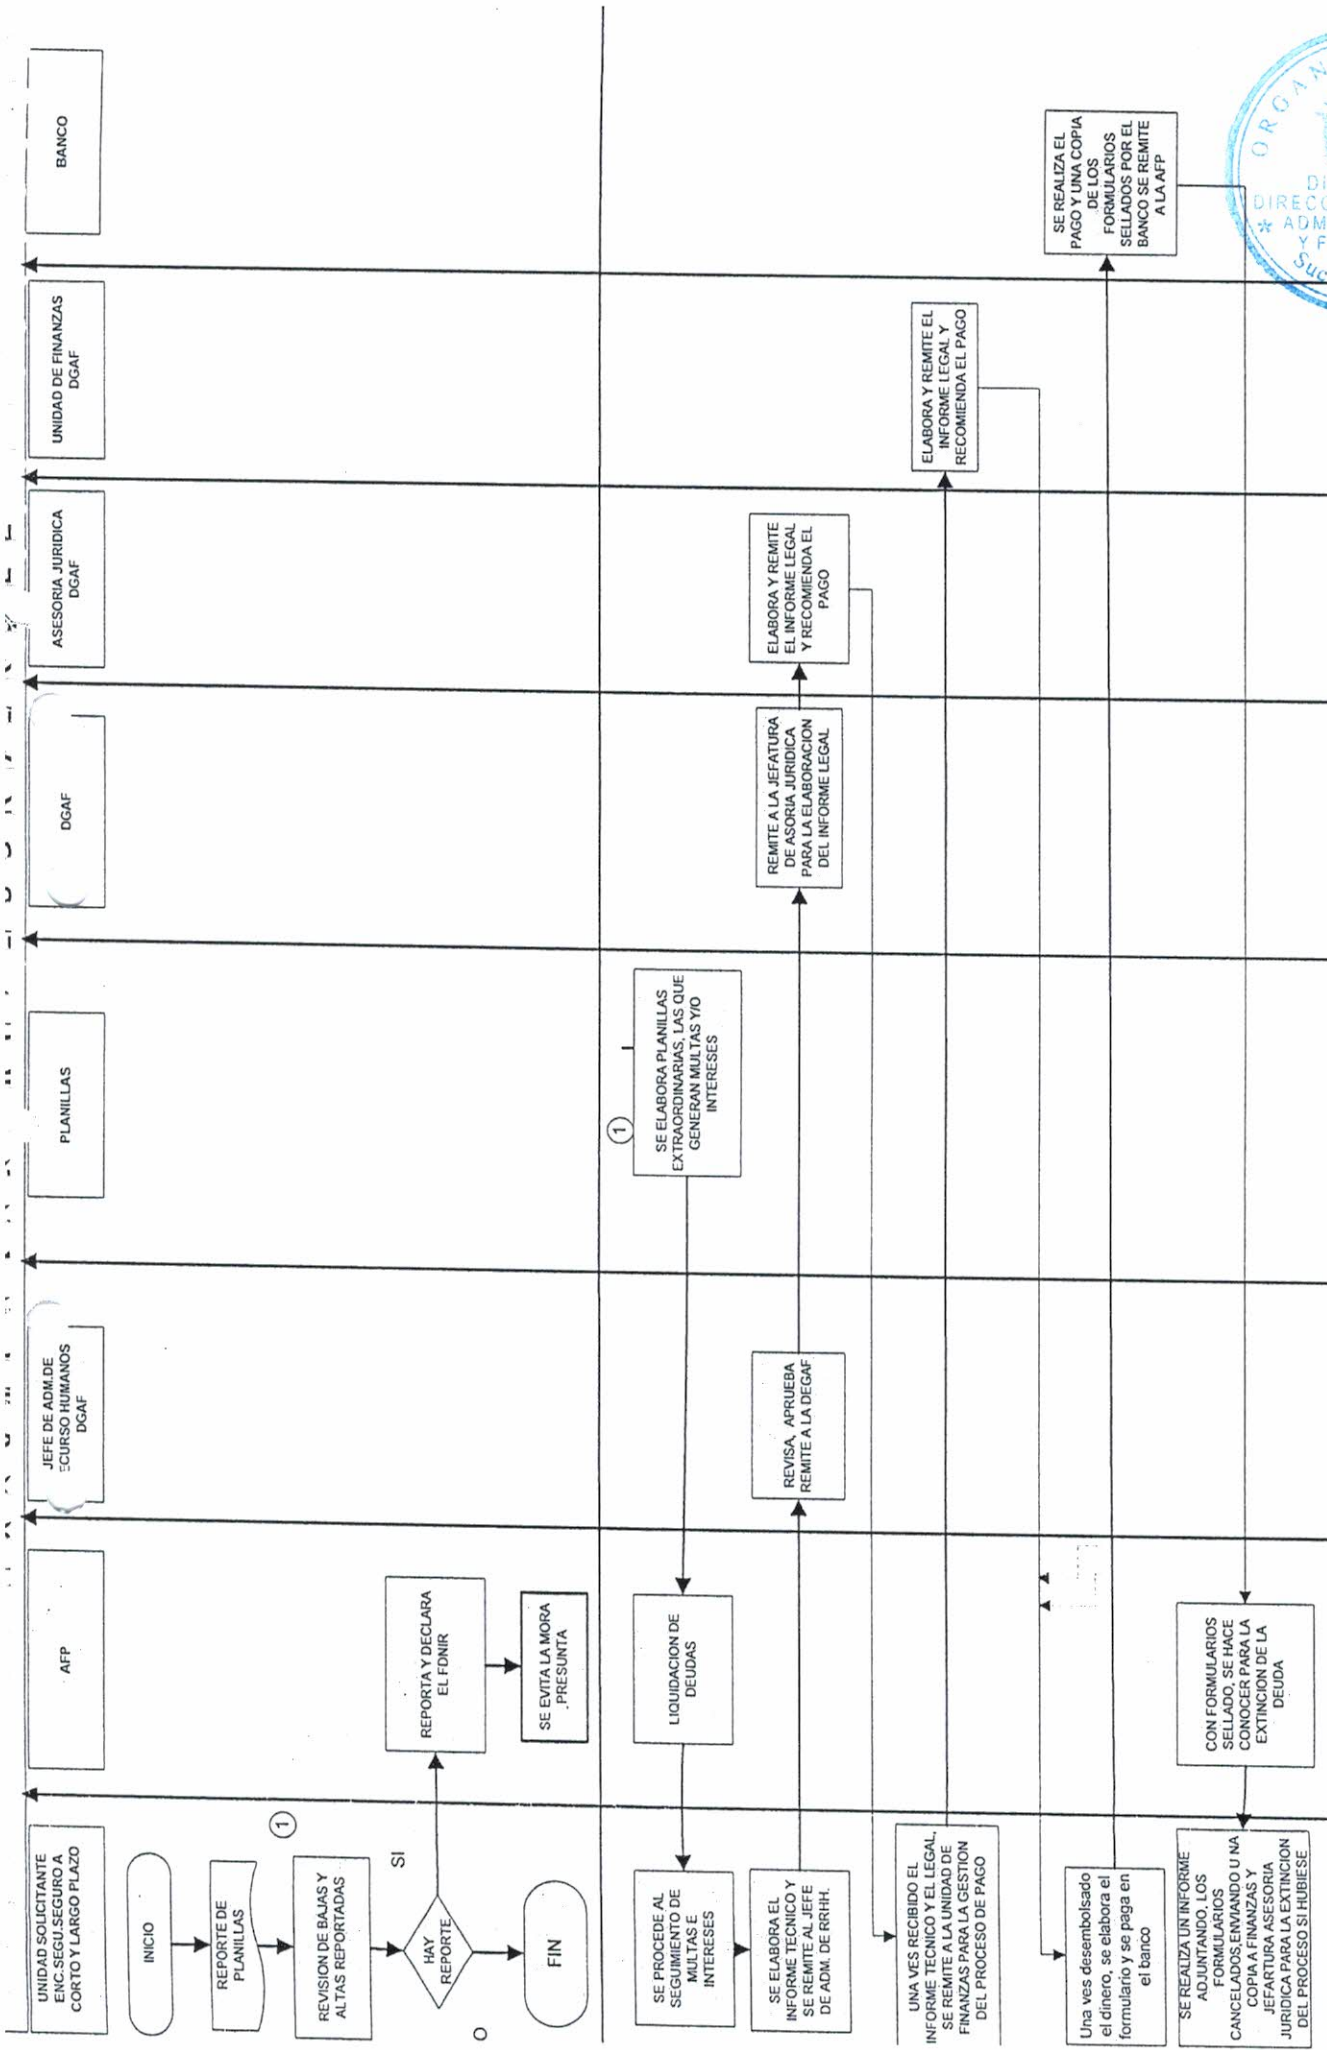 UNIDAD SOLICITANTE
ENC.SEGU.SEGURO A
CORTO Y LARGO PLAZO
AFP
JEFE DE ADM.DE
ECURSO HUMANOS
DGAF
PLANILLAS
DGAF
ASESORIA JURIDICA
DGAF
UNIDAD DE FINANZAS
DGAF
BANCO
INICIO
REPORTE DE
PLANILLAS
1
REVISION DE BAJAS Y
ALTAS REPORTADAS
SI
HAY
REPORTE
O
FIN
REPORTA Y DECLARA
EL FDNIR
SE EVITA LA MORA
PRESUNTA
1
SE ELABORA PLANILLAS
EXTRAORDINARIAS, LAS QUE
GENERAN MULTAS Y/O
INTERESES
LIQUIDACION DE
DEUDAS
SE PROCEDE AL
SEGUIMIENTO DE
MULTAS E
INTERESES
SE ELABORA EL
INFORME TECNICO Y
SE REMITE AL JEFE
DE ADM. DE RRHH.
REVISA, APRUEBA
REMITE A LA DEGAF
REMITE A LA JEFATURA
DE ASORIA JURIDICA
PARA LA ELABORACION
DEL INFORME LEGAL
ELABORA Y REMITE
EL INFORME LEGAL
Y RECOMIENDA EL
PAGO
UNA VES RECIBIDO EL
INFORME TECNICO Y EL LEGAL,
SE REMITE A LA UNIDAD DE
FINANZAS PARA LA GESTION
DEL PROCESO DE PAGO
ELABORA Y REMITE EL
INFORME LEGAL Y
RECOMIENDA EL PAGO
Una ves desembolsado
el dinero, se elabora el
formulario y se paga en
el banco
SE REALIZA EL
PAGO Y UNA COPIA
DE LOS
FORMULARIOS
SELLADOS POR EL
BANCO SE REMITE
A LA AFP
CON FORMULARIOS
SELLADO, SE HACE
CONOCER PARA LA
EXTINCION DE LA
DEUDA
SE REALIZA UN INFORME
ADJUNTANDO, LOS
FORMULARIOS
CANCELADOS,ENVIANDO U NA
COPIA A FINANZAS Y
JEFARTURA ASESORIA
JURIDICA PARA LA EXTINCION
DEL PROCESO SI HUBIESE
ORGAN
DI
DIREC
* ADM
Y F
Suc